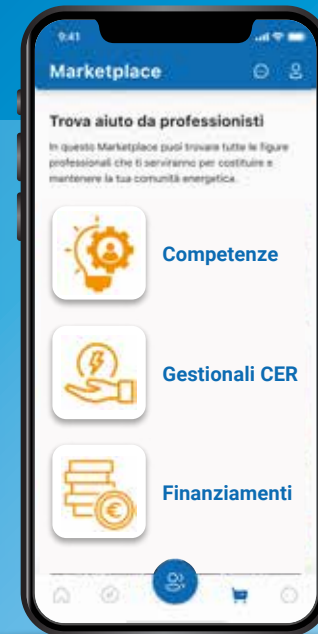 9:41
Marketplace
Trova aiuto da professionisti
In questo Marketplace puoi trovare tutte le figure
professionali che ti serviranno per costituire e
mantenere la tua comunità energetica.
Competenze
Gestionali CER
€
Finanziamenti